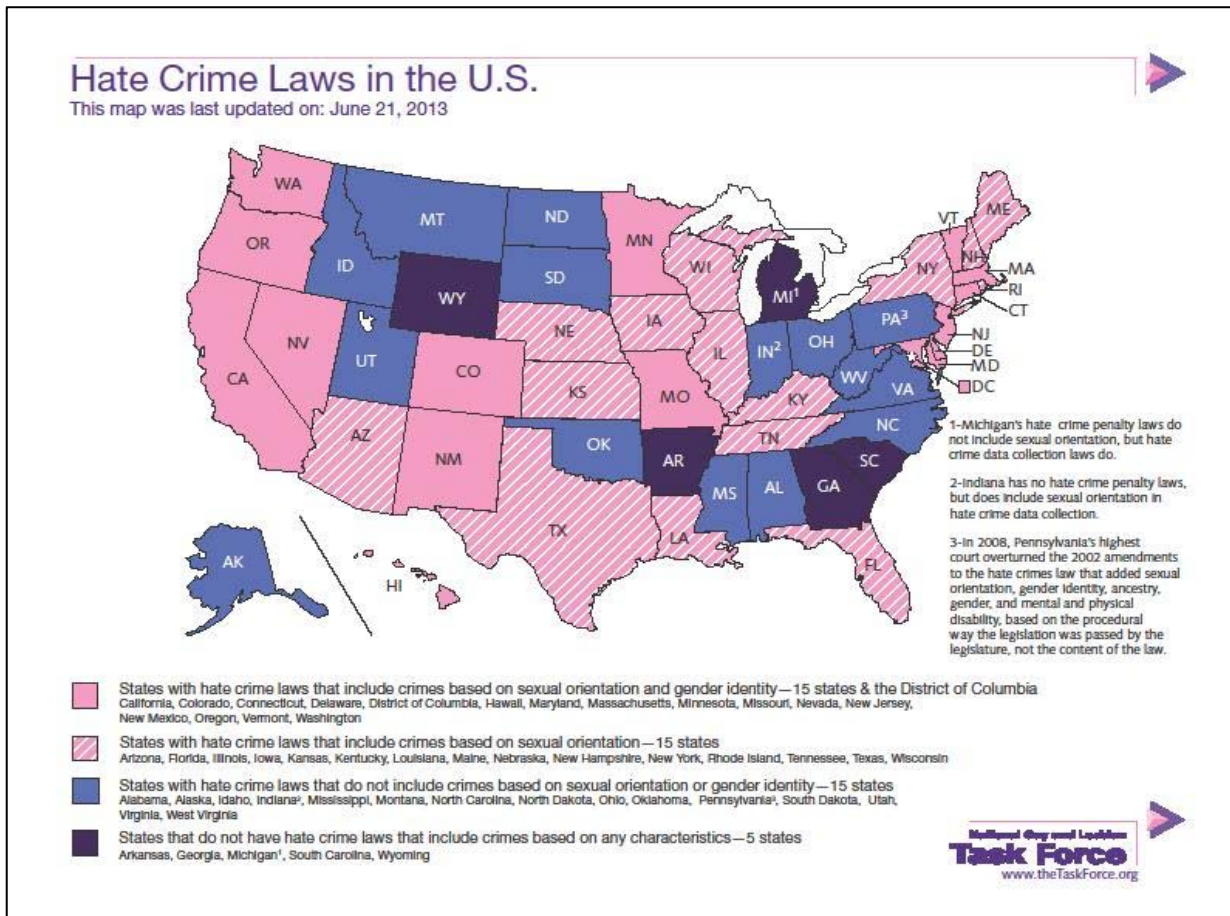 Hate Crime Laws in the U.S.
This map was last updated on: June 21, 2013
WA
OR
CA
NV
ID
MT
WY
UT
AZ
CO
NM
ND
SD
NE
KS
OK
TX
MN
IA
MO
AR
LA
WI
IL
MI¹
IN²
OH
KY
TN
MS
AL
GA
SC
NC
VA
WV
PA³
NY
VT
NH
ME
MA
RI
CT
NJ
DE
MD
DC
FL
AK
HI
1-Michigan's hate crime penalty laws do
not include sexual orientation, but hate
crime data collection laws do.
2-Indiana has no hate crime penalty laws,
but does include sexual orientation in
hate crime data collection.
3-In 2008, Pennsylvania's highest
court overturned the 2002 amendments
to the hate crimes law that added sexual
orientation, gender identity, ancestry,
gender, and mental and physical
disability, based on the procedural
way the legislation was passed by the
legislature, not the content of the law.
States with hate crime laws that include crimes based on sexual orientation and gender identity—15 states & the District of Columbia
California, Colorado, Connecticut, Delaware, District of Columbia, Hawaii, Maryland, Massachusetts, Minnesota, Missouri, Nevada, New Jersey,
New Mexico, Oregon, Vermont, Washington
States with hate crime laws that include crimes based on sexual orientation—15 states
Arizona, Florida, Illinois, Iowa, Kansas, Kentucky, Louisiana, Maine, Nebraska, New Hampshire, New York, Rhode Island, Tennessee, Texas, Wisconsin
States with hate crime laws that do not include crimes based on sexual orientation or gender identity—15 states
Alabama, Alaska, Idaho, Indiana², Mississippi, Montana, North Carolina, North Dakota, Ohio, Oklahoma, Pennsylvania³, South Dakota, Utah,
Virginia, West Virginia
States that do not have hate crime laws that include crimes based on any characteristics—5 states
Arkansas, Georgia, Michigan¹, South Carolina, Wyoming
National Gay and Lesbian
Task Force
www.theTaskForce.org